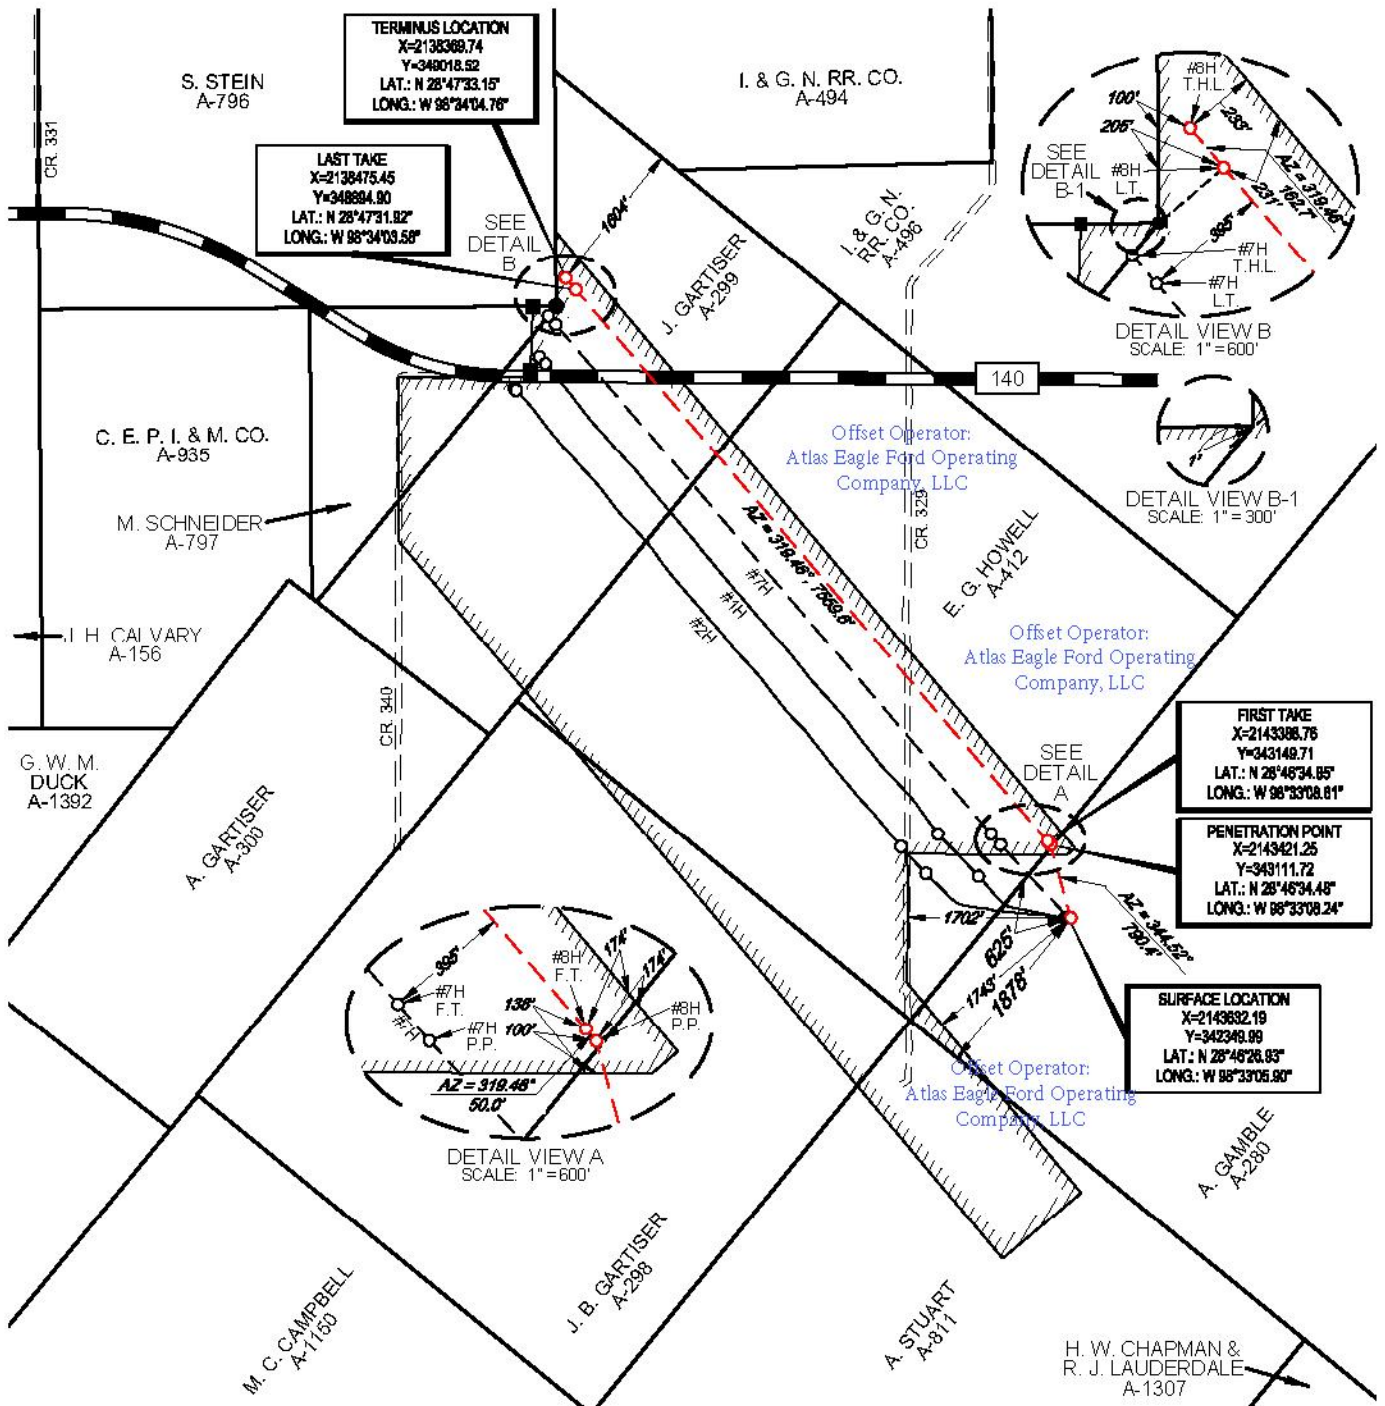 TERMINUS LOCATION
X=2138369.74
Y=349018.52
LAT.: N 28°47'33.15"
LONG.: W 98°34'04.76"
LAST TAKE
X=2138475.45
Y=348894.90
LAT.: N 28°47'31.92"
LONG.: W 98°34'03.58"
S. STEIN
A-796
CR. 331
I. & G. N. RR. CO.
A-494
I. & G. N.
RR. CO.
A-496
SEE
DETAIL
B
1604'
J. GARTISER
A-299
#8H
T.H.L.
100'
205'
233'
SEE
DETAIL
B-1
#8H
L.T.
AZ = 319.46°
162.7'
231'
395'
#7H
T.H.L.
#7H
L.T.
DETAIL VIEW B
SCALE: 1" = 600'
140
1'
DETAIL VIEW B-1
SCALE: 1" = 300'
C. E. P. I. & M. CO.
A-935
M. SCHNEIDER
A-797
Offset Operator:
Atlas Eagle Ford Operating
Company, LLC
CR. 329
E. G. HOWELL
A-412
AZ = 319.46°, 7559.6'
#7H
#1H
#2H
Offset Operator:
Atlas Eagle Ford Operating
Company, LLC
J. H. CALVARY
A-156
CR. 340
G. W. M.
DUCK
A-1392
A. GARTISER
A-300
SEE
DETAIL
A
FIRST TAKE
X=2143388.76
Y=343149.71
LAT.: N 28°46'34.85"
LONG.: W 98°33'08.61"
PENETRATION POINT
X=2143421.25
Y=343111.72
LAT.: N 28°46'34.48"
LONG.: W 98°33'08.24"
AZ = 344.52°
790.4'
1702'
625'
1743'
1878'
SURFACE LOCATION
X=2143632.19
Y=342349.99
LAT.: N 28°46'26.93"
LONG.: W 98°33'05.90"
395'
#7H
F.T.
#7H
#7H
P.P.
#8H
F.T.
174'
174'
138'
100'
#8H
P.P.
AZ = 319.46°
50.0'
DETAIL VIEW A
SCALE: 1" = 600'
Offset Operator:
Atlas Eagle Ford Operating
Company, LLC
A. GAMBLE
A-280
J. B. GARTISER
A-298
M. C. CAMPBELL
A-1150
A. STUART
A-811
H. W. CHAPMAN &
R. J. LAUDERDALE
A-1307